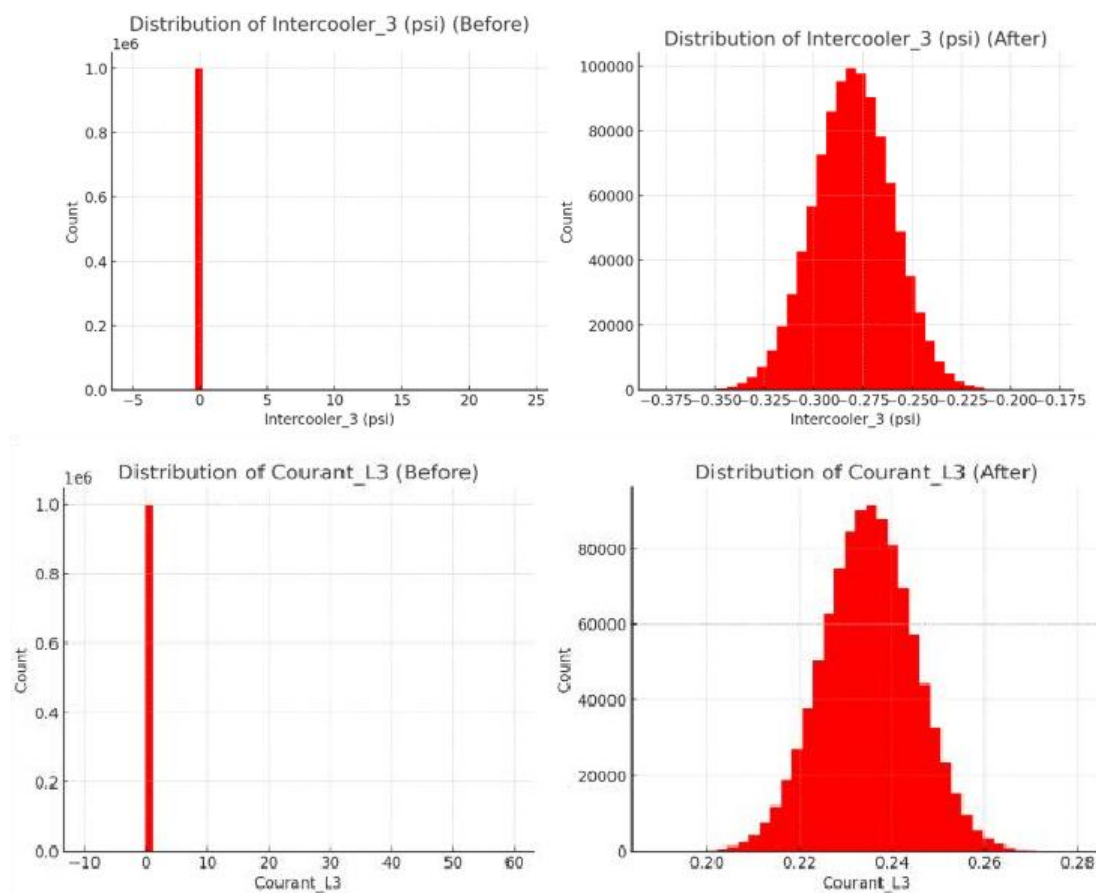 Distribution of Intercooler_3 (psi) (Before)
1e6
1.0
0.8
0.6
0.4
0.2
0.0
Count
−5 0 5 10 15 20 25
Intercooler_3 (psi)
Distribution of Intercooler_3 (psi) (After)
100000
80000
60000
40000
20000
0
Count
−0.375 −0.350 −0.325 −0.300 −0.275 −0.250 −0.225 −0.200 −0.175
Intercooler_3 (psi)
Distribution of Courant_L3 (Before)
1e6
1.0
0.8
0.6
0.4
0.2
0.0
Count
−10 0 10 20 30 40 50 60
Courant_L3
Distribution of Courant_L3 (After)
80000
60000
40000
20000
0
Count
0.20 0.22 0.24 0.26 0.28
Courant_L3